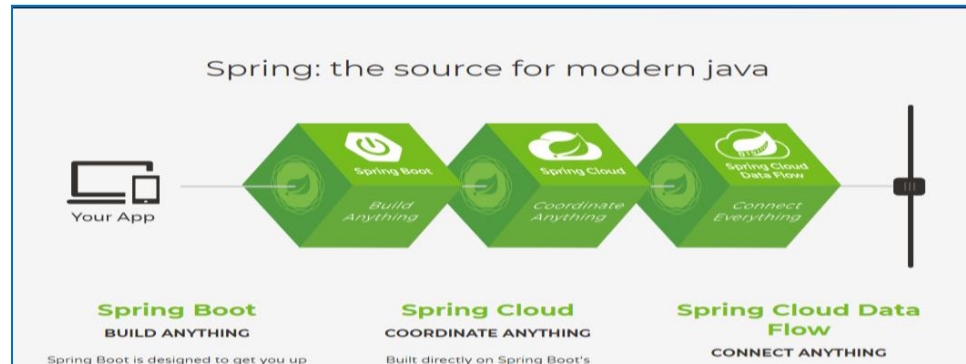 Spring: the source for modern java
Spring Boot
Spring Cloud
Spring Cloud
Data Flow
Your App
Build
Anything
Coordinate
Anything
Connect
Everything
Spring Boot
BUILD ANYTHING
Spring Boot is designed to get you up
Spring Cloud
COORDINATE ANYTHING
Built directly on Spring Boot's
Spring Cloud Data
Flow
CONNECT ANYTHING